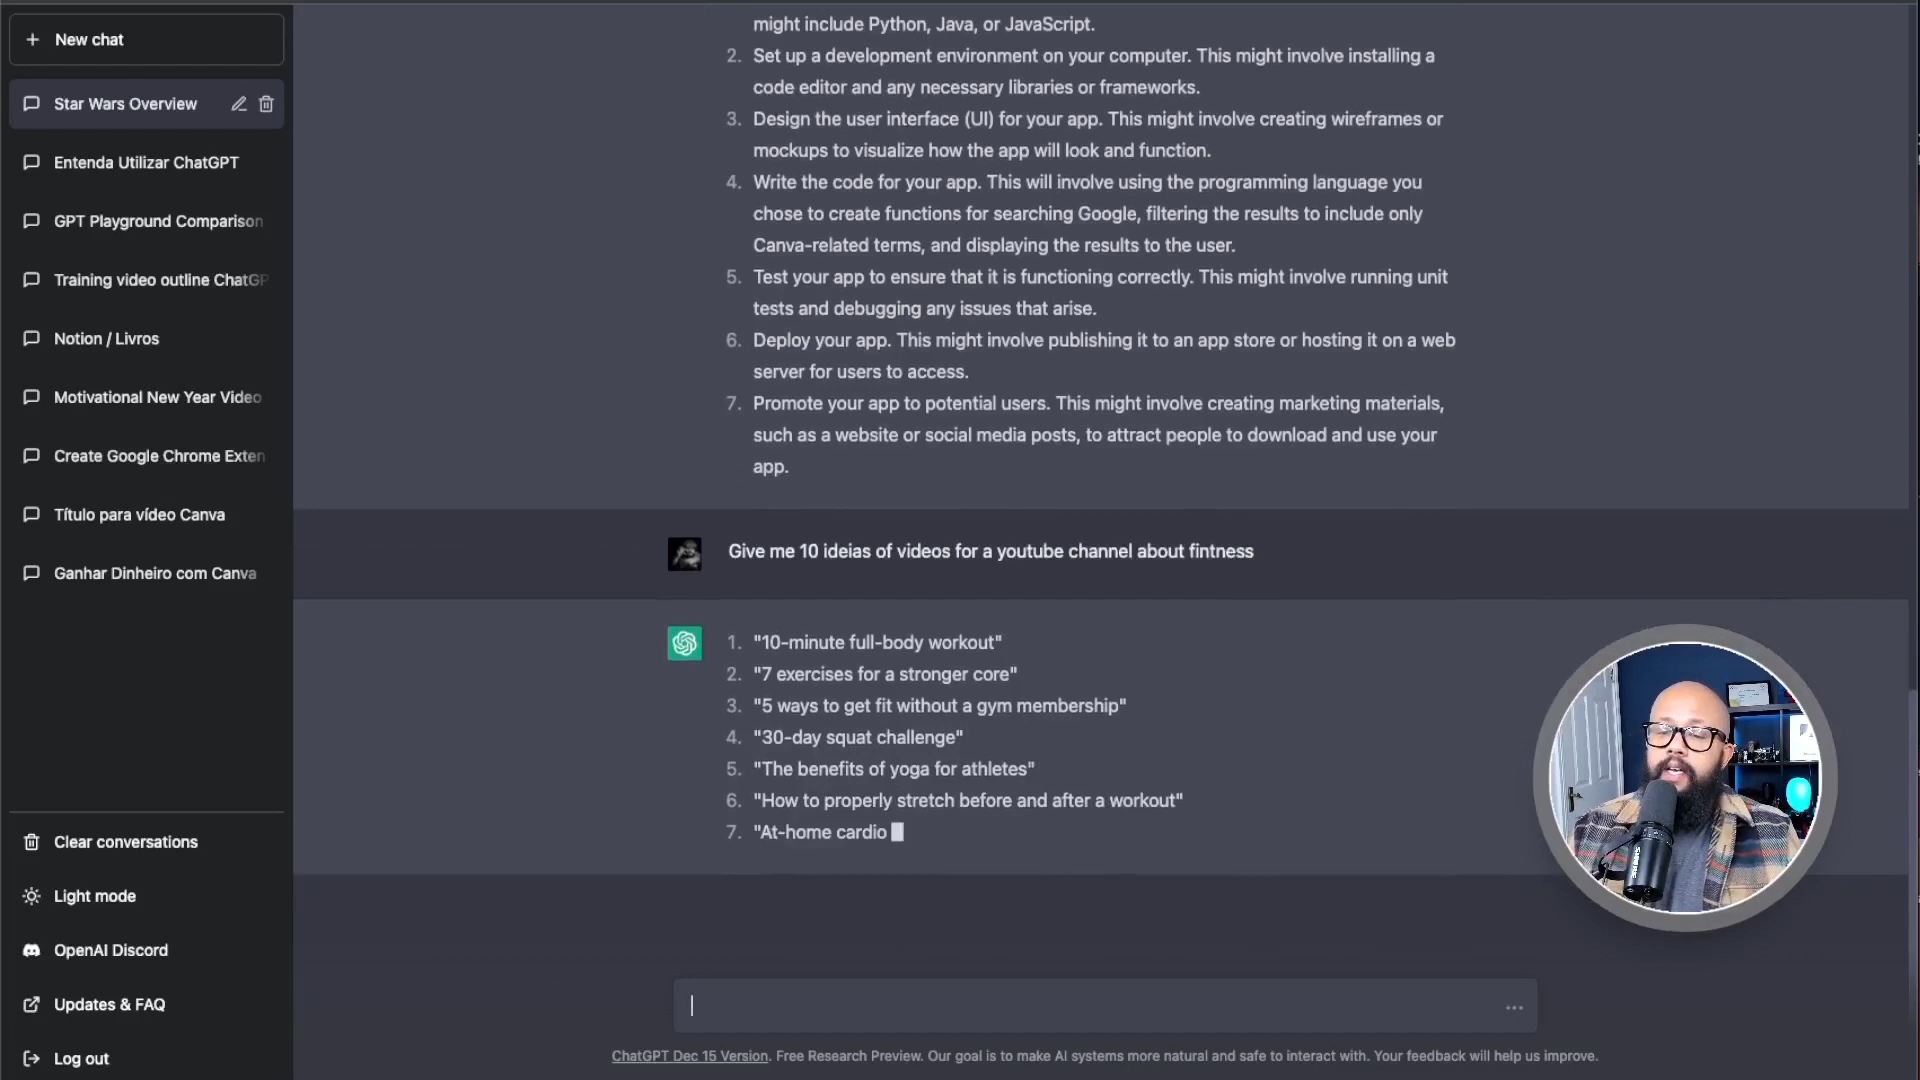 New chat
Star Wars Overview
Entenda Utilizar ChatGPT
GPT Playground Comparison
Training video outline ChatGP
Notion / Livros
Motivational New Year Video
Create Google Chrome Exten
Título para vídeo Canva
Ganhar Dinheiro com Canva
Clear conversations
Light mode
OpenAI Discord
Updates & FAQ
Log out
might include Python, Java, or JavaScript.
2. Set up a development environment on your computer. This might involve installing a
code editor and any necessary libraries or frameworks.
3. Design the user interface (UI) for your app. This might involve creating wireframes or
mockups to visualize how the app will look and function.
4. Write the code for your app. This will involve using the programming language you
chose to create functions for searching Google, filtering the results to include only
Canva-related terms, and displaying the results to the user.
5. Test your app to ensure that it is functioning correctly. This might involve running unit
tests and debugging any issues that arise.
6. Deploy your app. This might involve publishing it to an app store or hosting it on a web
server for users to access.
7. Promote your app to potential users. This might involve creating marketing materials,
such as a website or social media posts, to attract people to download and use your
app.
Give me 10 ideias of videos for a youtube channel about fintness
1. "10-minute full-body workout"
2. "7 exercises for a stronger core"
3. "5 ways to get fit without a gym membership"
4. "30-day squat challenge"
5. "The benefits of yoga for athletes"
6. "How to properly stretch before and after a workout"
7. "At-home cardio
ChatGPT Dec 15 Version. Free Research Preview. Our goal is to make AI systems more natural and safe to interact with. Your feedback will help us improve.